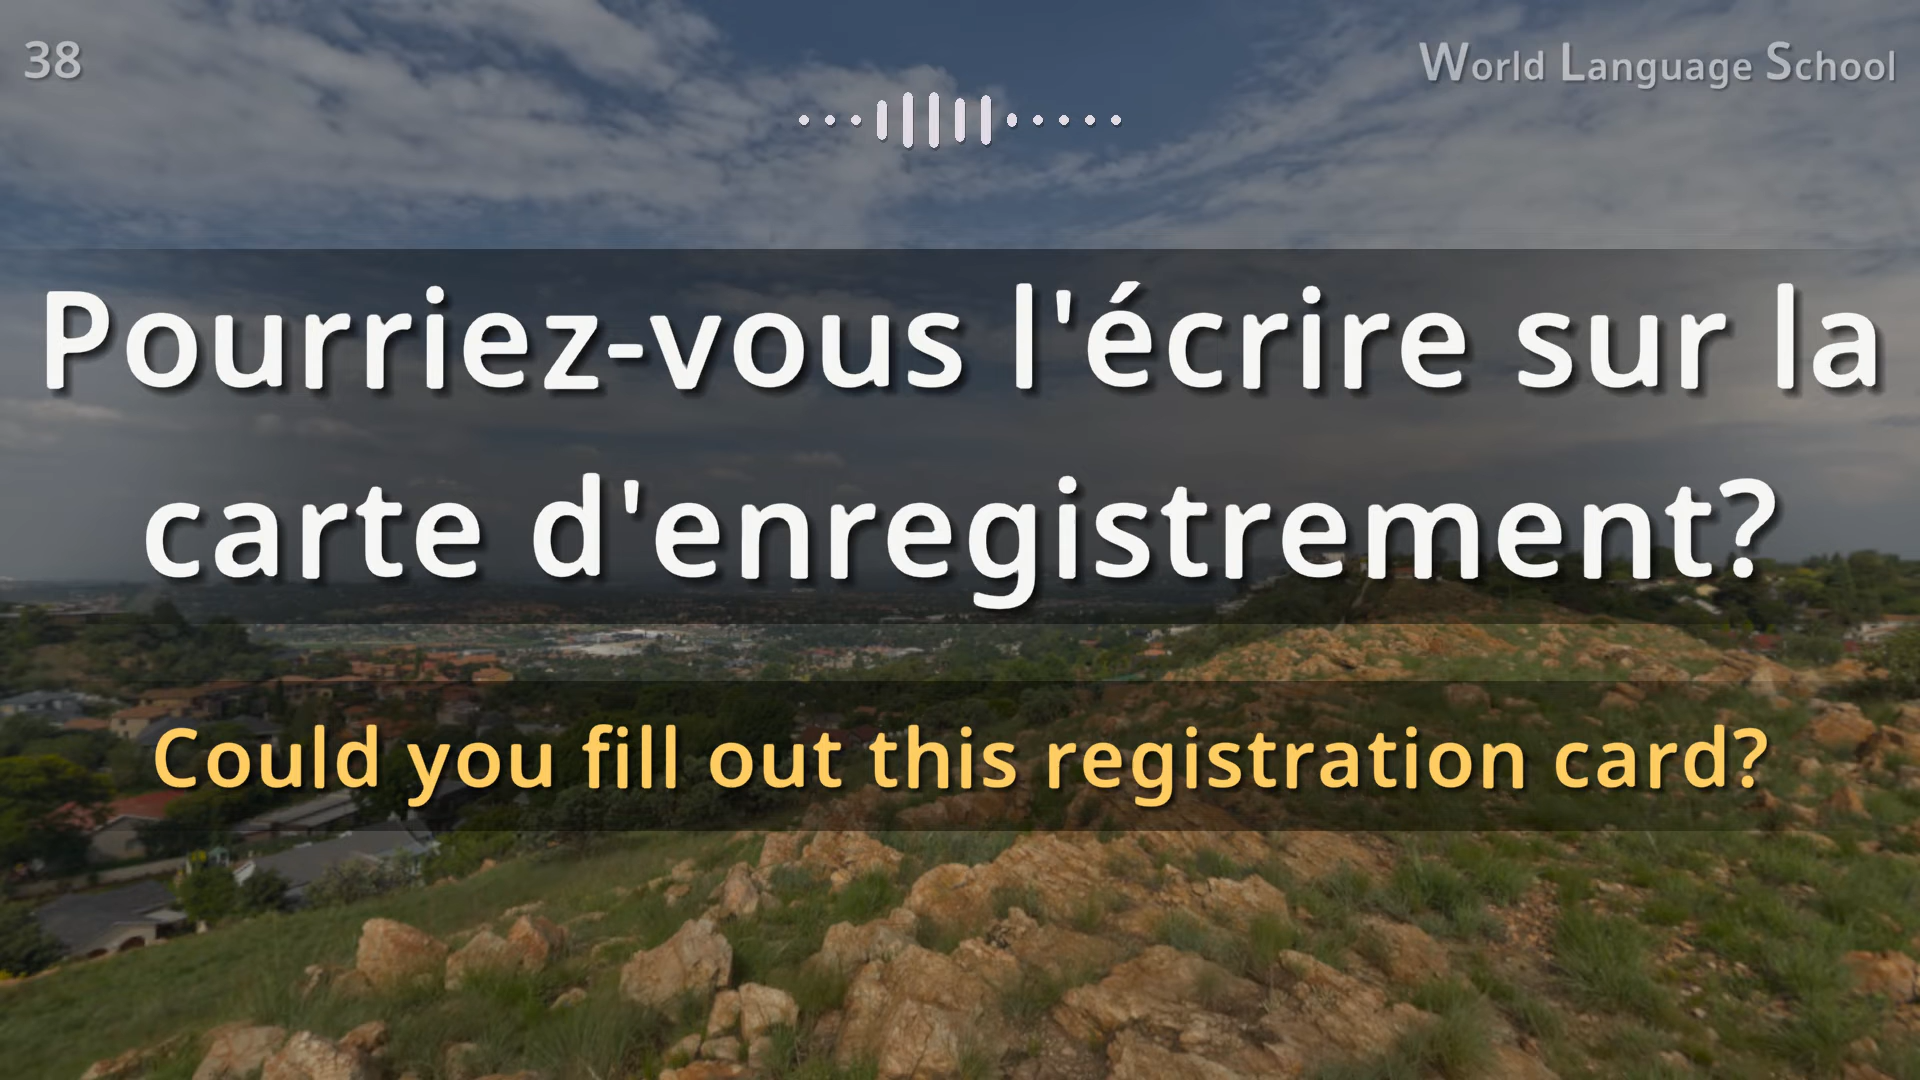 38
World Language School
Pourriez-vous l'écrire sur la
carte d'enregistrement?
Could you fill out this registration card?